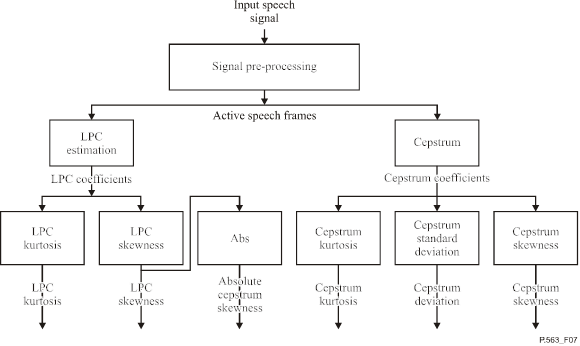 Input speech
signal
Signal pre-processing
Active speech frames
LPC
estimation
Cepstrum
LPC coefficients
Cepstrum coefficients
LPC
kurtosis
LPC
skewness
Abs
Cepstrum
kurtosis
Cepstrum
standard
deviation
Cepstrum
skewness
LPC
kurtosis
LPC
skewness
Absolute
cepstrum
skewness
Cepstrum
kurtosis
Cepstrum
deviation
Cepstrum
skewness
P.563_F07